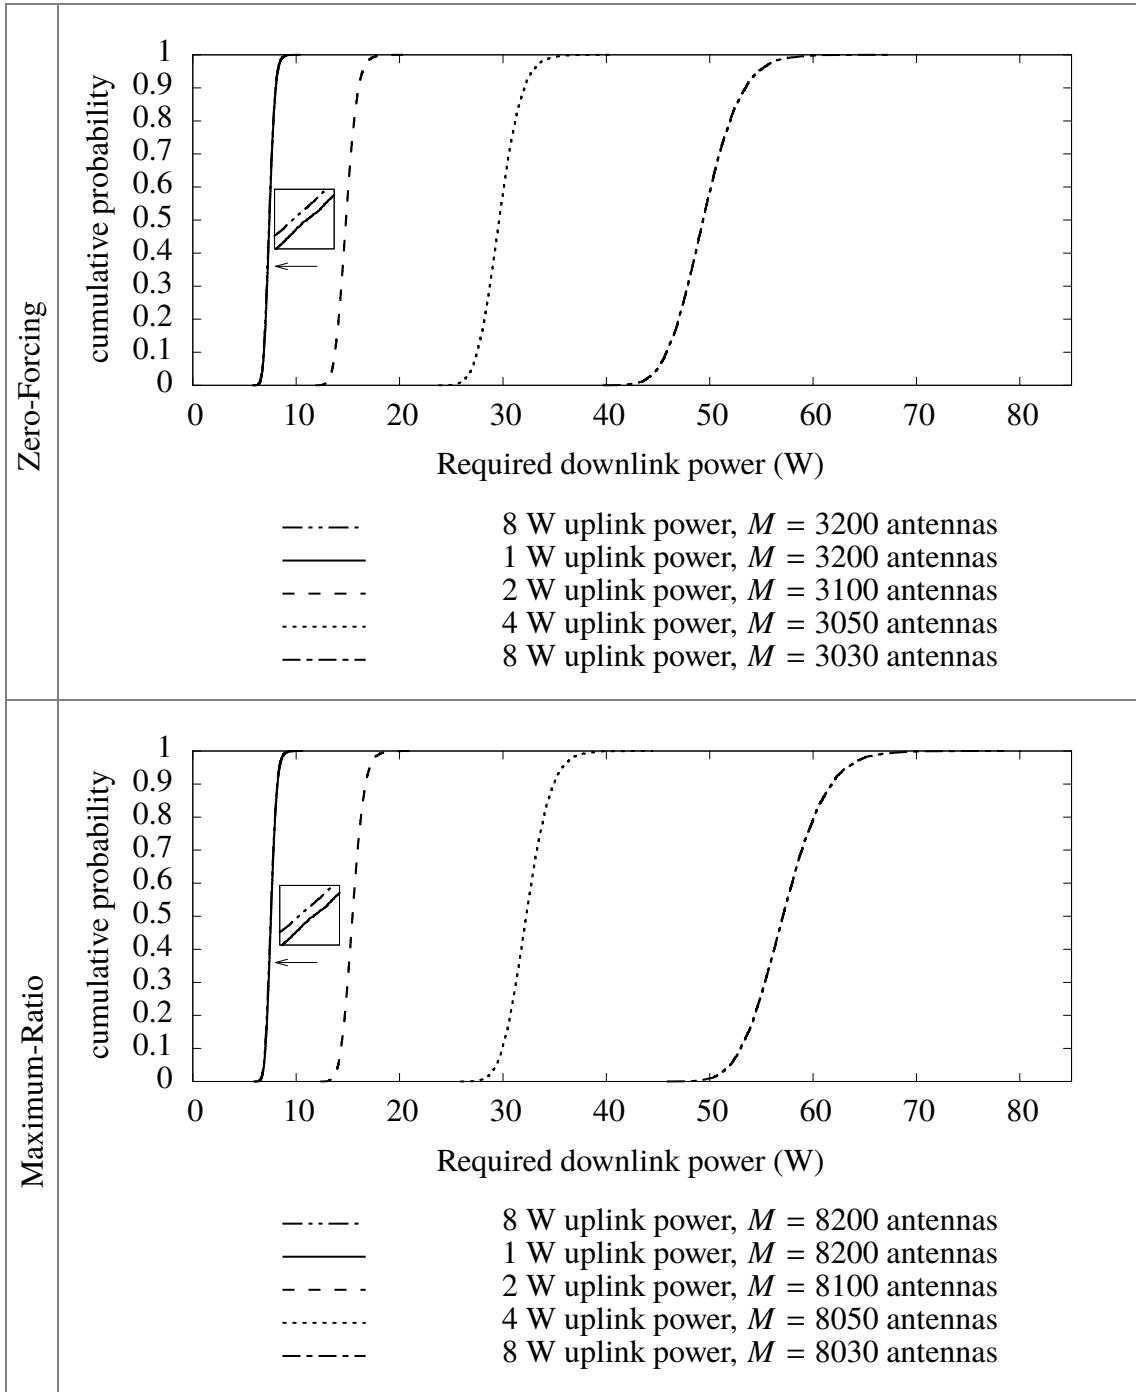 Zero-Forcing
cumulative probability
1
0.9
0.8
0.7
0.6
0.5
0.4
0.3
0.2
0.1
0
0 10 20 30 40 50 60 70 80
Required downlink power (W)
8 W uplink power, M = 3200 antennas
1 W uplink power, M = 3200 antennas
2 W uplink power, M = 3100 antennas
4 W uplink power, M = 3050 antennas
8 W uplink power, M = 3030 antennas
Maximum-Ratio
cumulative probability
1
0.9
0.8
0.7
0.6
0.5
0.4
0.3
0.2
0.1
0
0 10 20 30 40 50 60 70 80
Required downlink power (W)
8 W uplink power, M = 8200 antennas
1 W uplink power, M = 8200 antennas
2 W uplink power, M = 8100 antennas
4 W uplink power, M = 8050 antennas
8 W uplink power, M = 8030 antennas